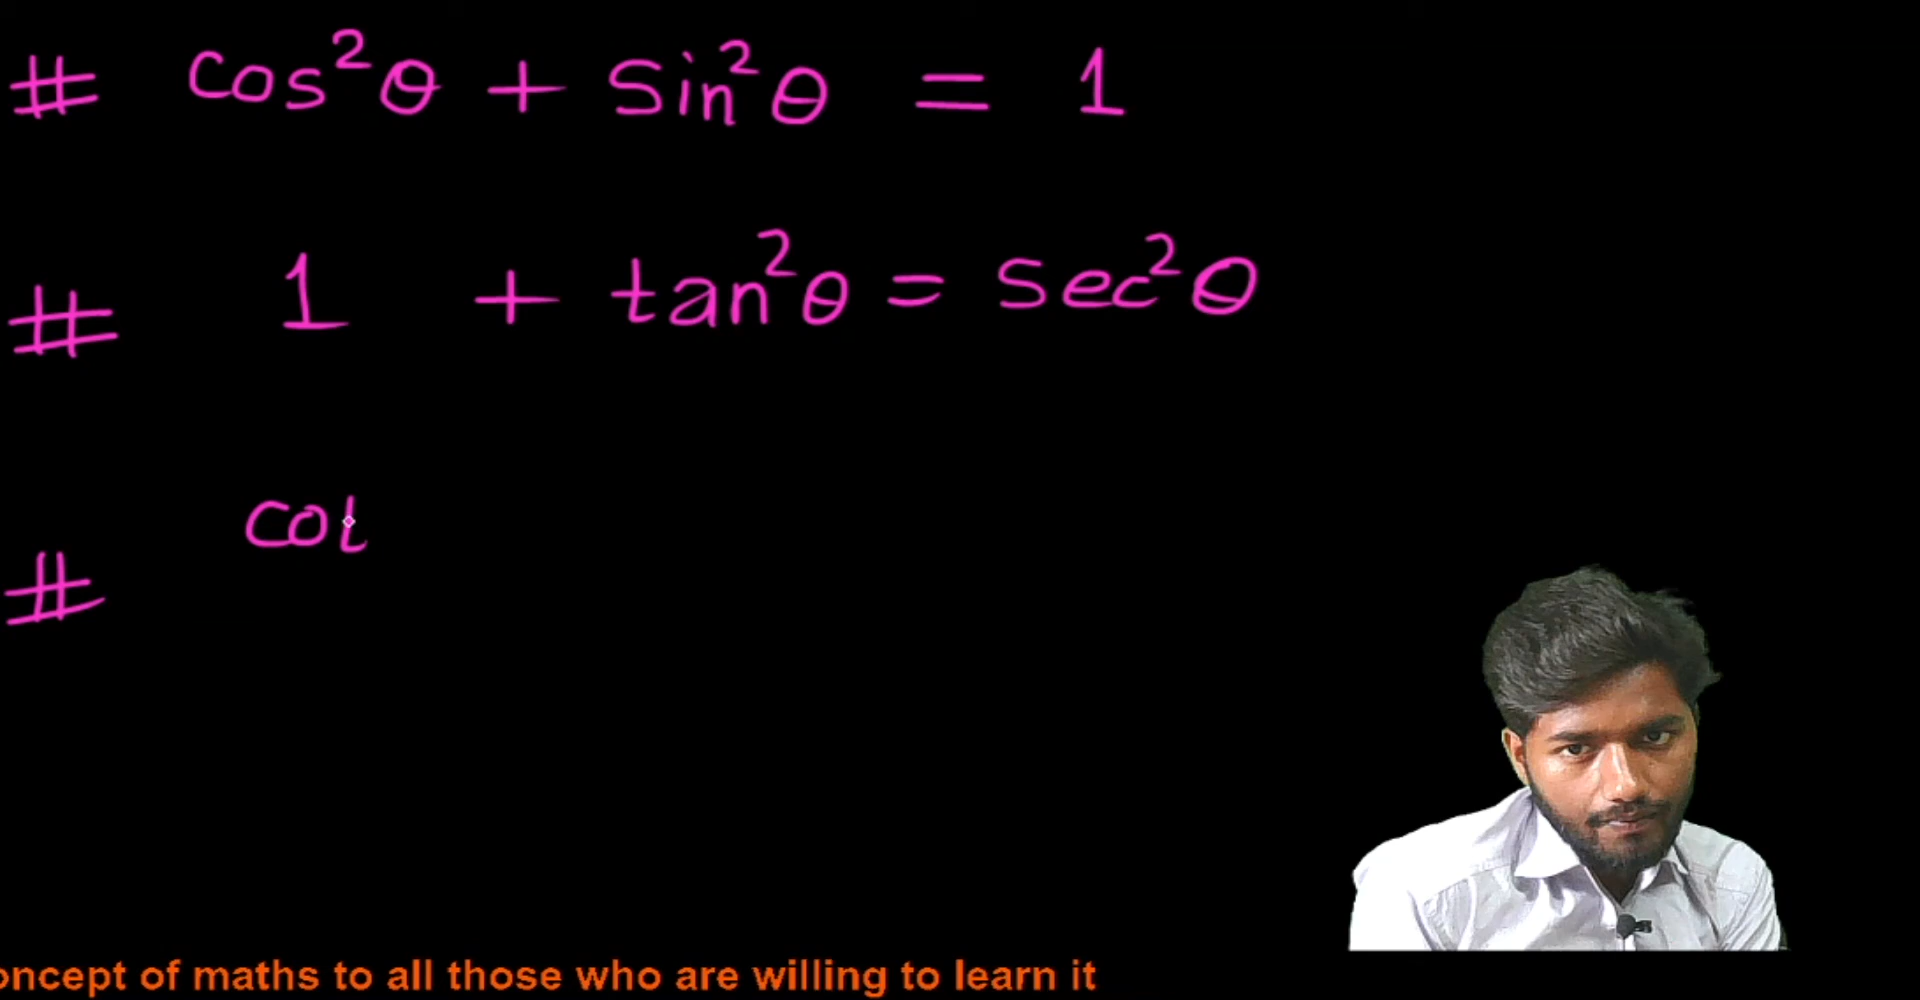 # cos²θ + sin²θ = 1
# 1 + tan²θ = sec²θ
# cot
oncept of maths to all those who are willing to learn it